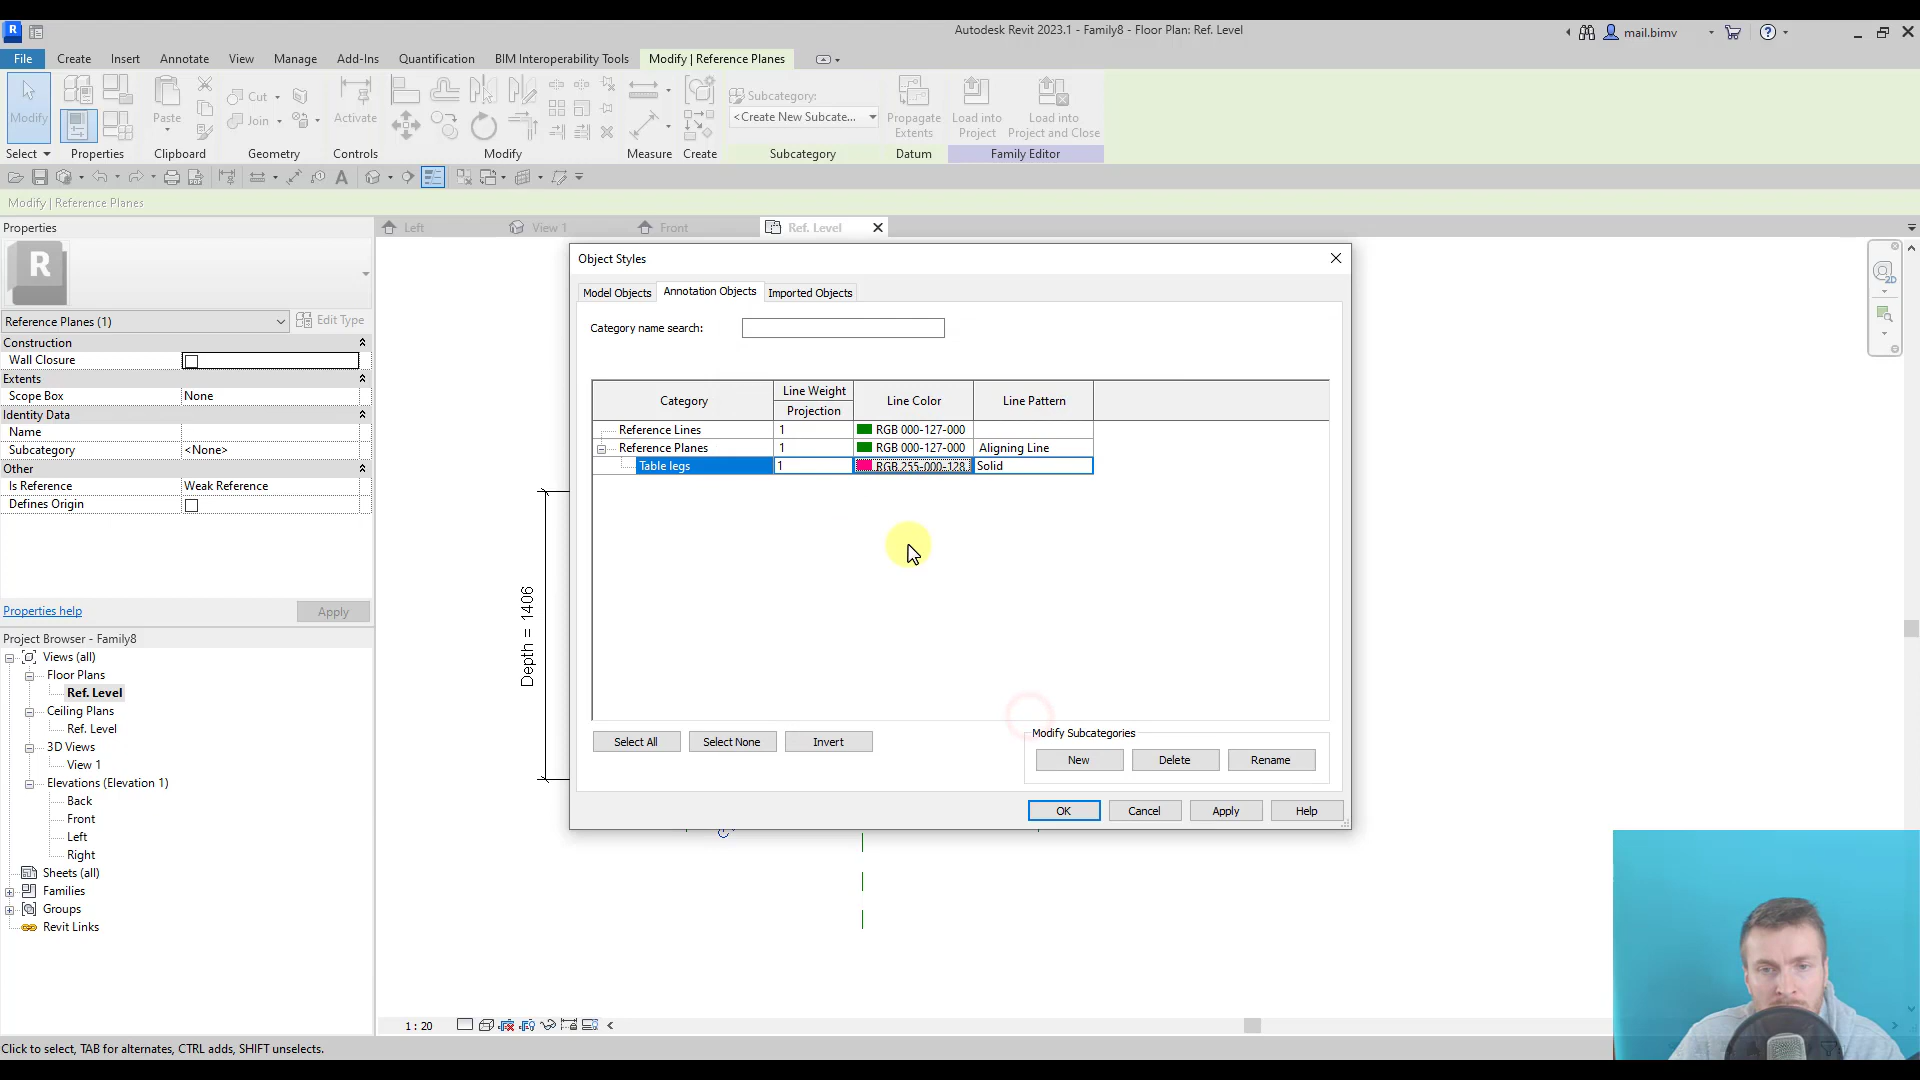 Autodesk Revit 2023.1 - Family8 - Floor Plan: Ref. Level
mail.bimv
File Create Insert Annotate View Manage Add-Ins Quantification BIM Interoperability Tools Modify | Reference Planes
Modify
Paste
Cut
Join
Activate
Subcategory:
<Create New Subcate...
Propagate Extents
Load into Project
Load into Project and Close
Select Properties Clipboard Geometry Controls Modify Measure Create Subcategory Datum Family Editor
Modify | Reference Planes
Properties
Left View 1 Front Ref. Level
R
Reference Planes (1) Edit Type
Construction
Wall Closure
Extents
Scope Box None
Identity Data
Name
Subcategory <None>
Other
Is Reference Weak Reference
Defines Origin
Properties help Apply
Project Browser - Family8
Views (all)
Floor Plans
Ref. Level
Ceiling Plans
Ref. Level
3D Views
View 1
Elevations (Elevation 1)
Back
Front
Left
Right
Sheets (all)
Families
Groups
Revit Links
Depth = 1406
Object Styles
Model Objects Annotation Objects Imported Objects
Category name search:
Category Line Weight Line Color Line Pattern
Projection
Reference Lines 1 RGB 000-127-000
Reference Planes 1 RGB 000-127-000 Aligning Line
Table legs 1 RGB 255-000-128 Solid
Select All Select None Invert
Modify Subcategories
New Delete Rename
OK Cancel Apply Help
1 : 20
Click to select, TAB for alternates, CTRL adds, SHIFT unselects.